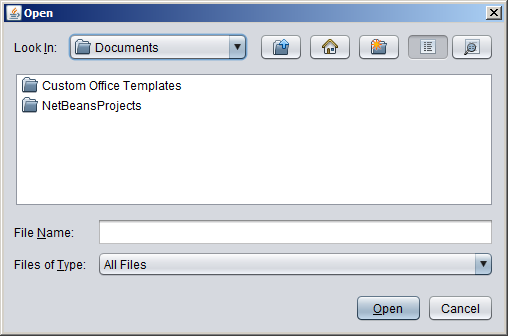 Open
Look In: Documents
Custom Office Templates
NetBeansProjects
File Name:
Files of Type: All Files
Open Cancel